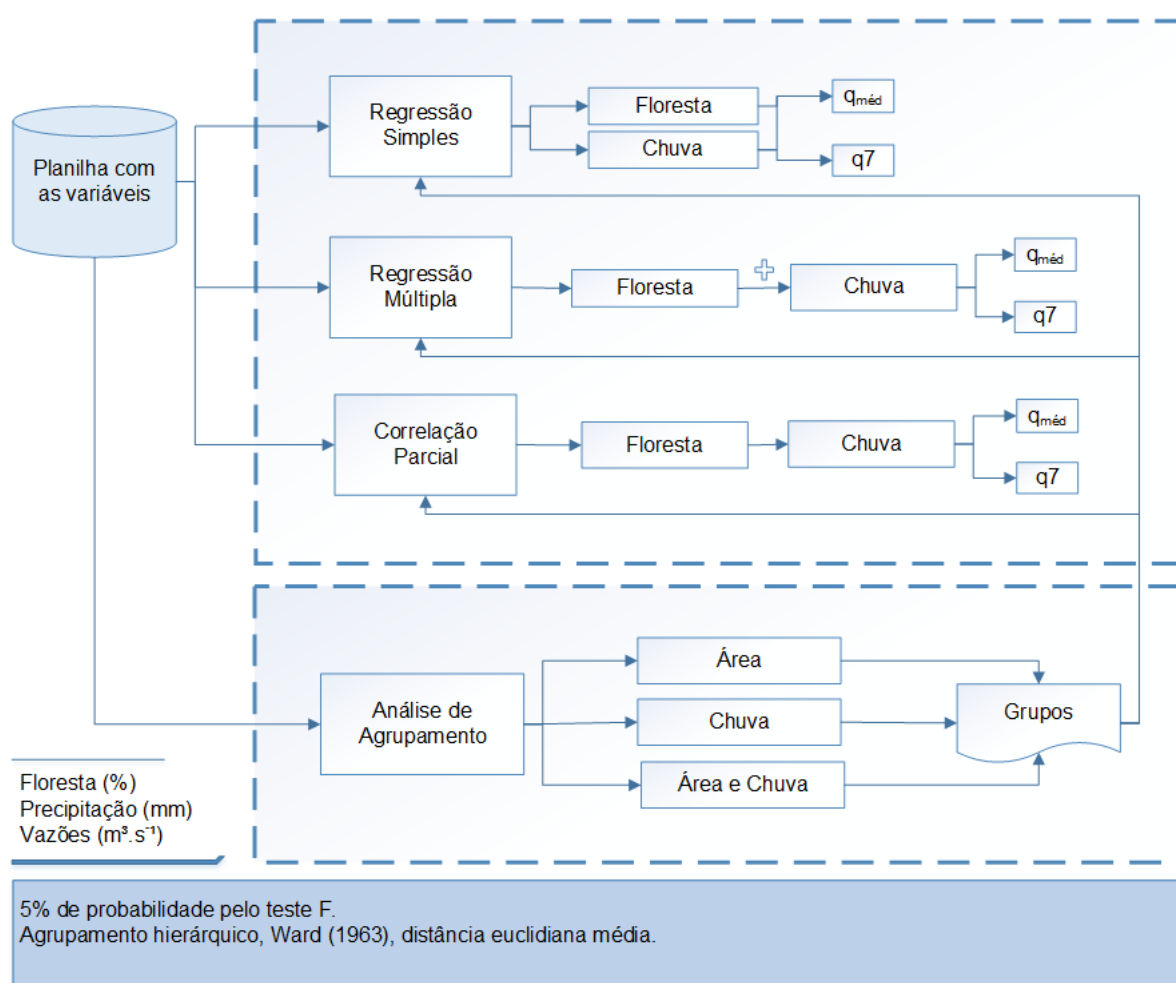 Planilha com
as variáveis
Regressão
Simples
Floresta
Chuva
qméd
q7
Regressão
Múltipla
Floresta
Chuva
qméd
q7
Correlação
Parcial
Floresta
Chuva
qméd
q7
Análise de
Agrupamento
Área
Chuva
Área e Chuva
Grupos
Floresta (%)
Precipitação (mm)
Vazões (m³.s⁻¹)
5% de probabilidade pelo teste F.
Agrupamento hierárquico, Ward (1963), distância euclidiana média.